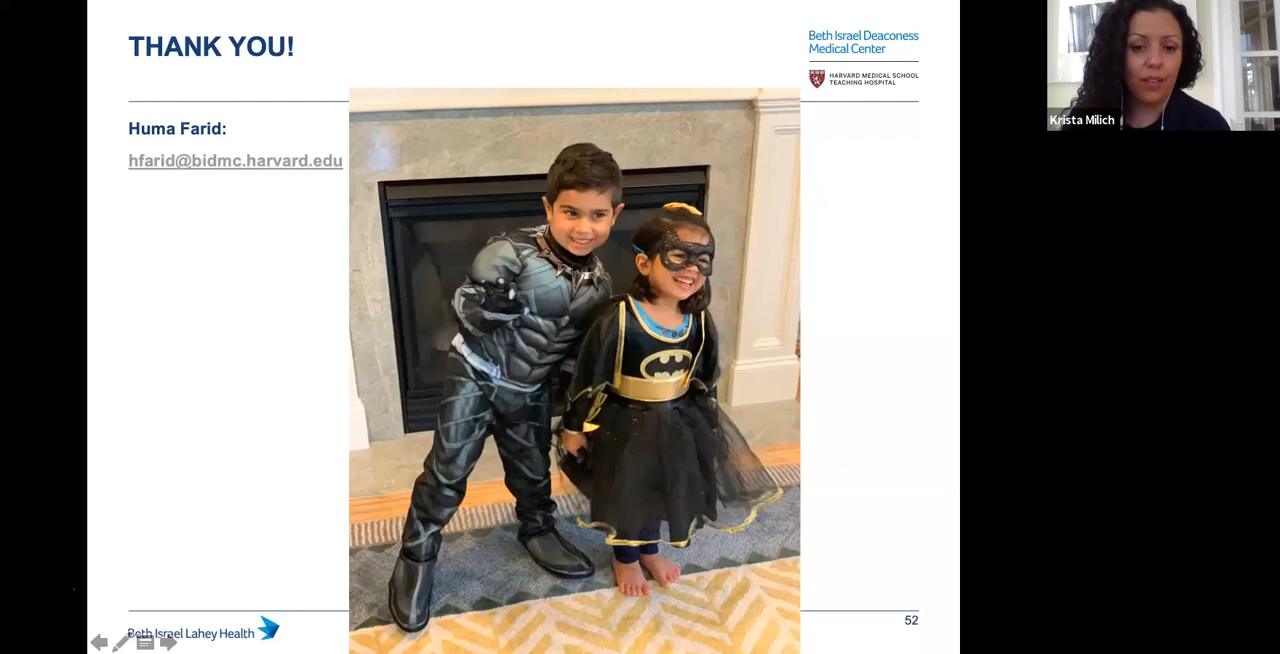 THANK YOU!
Beth Israel Deaconess
Medical Center
HARVARD MEDICAL SCHOOL
TEACHING HOSPITAL
Huma Farid:
hfarid@bidmc.harvard.edu
Krista Milich
Beth Israel Lahey Health
52